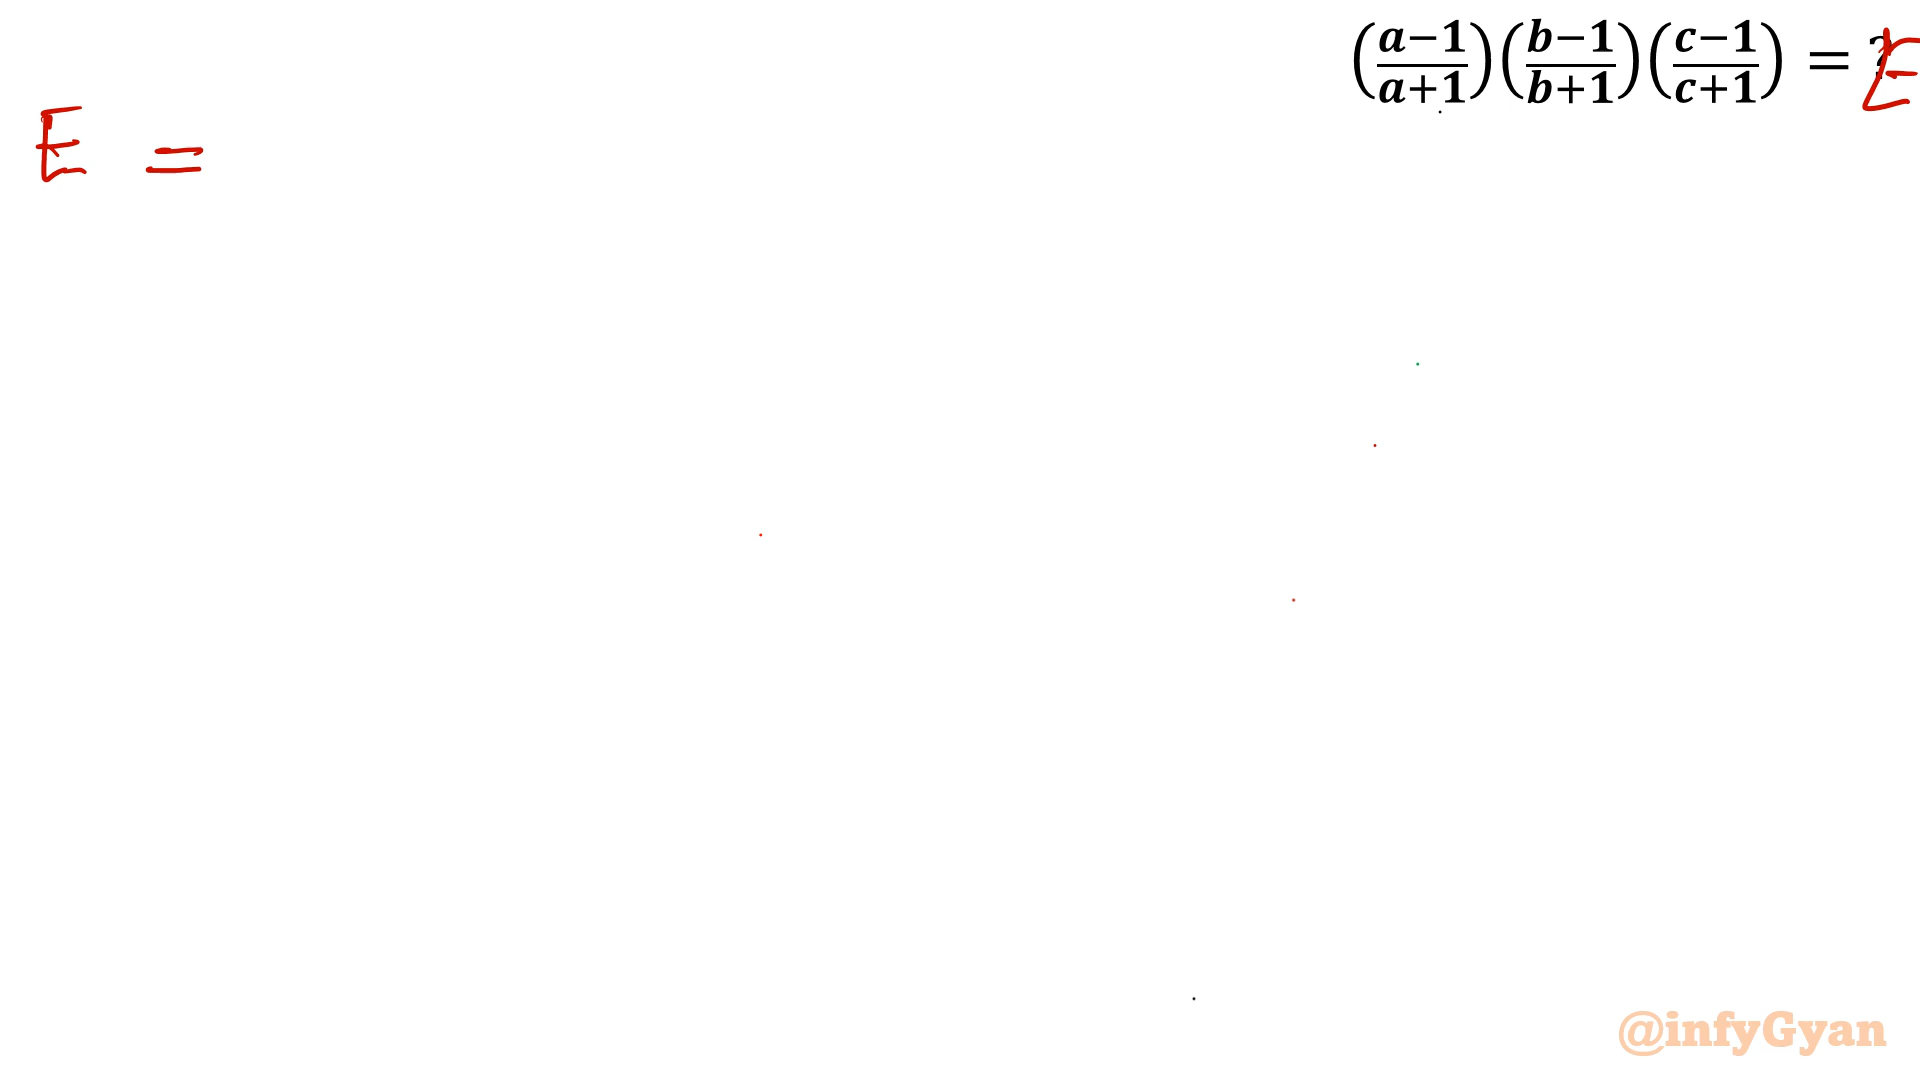 (a−1/a+1)(b−1/b+1)(c−1/c+1) = ? E
E =
@infyGyan